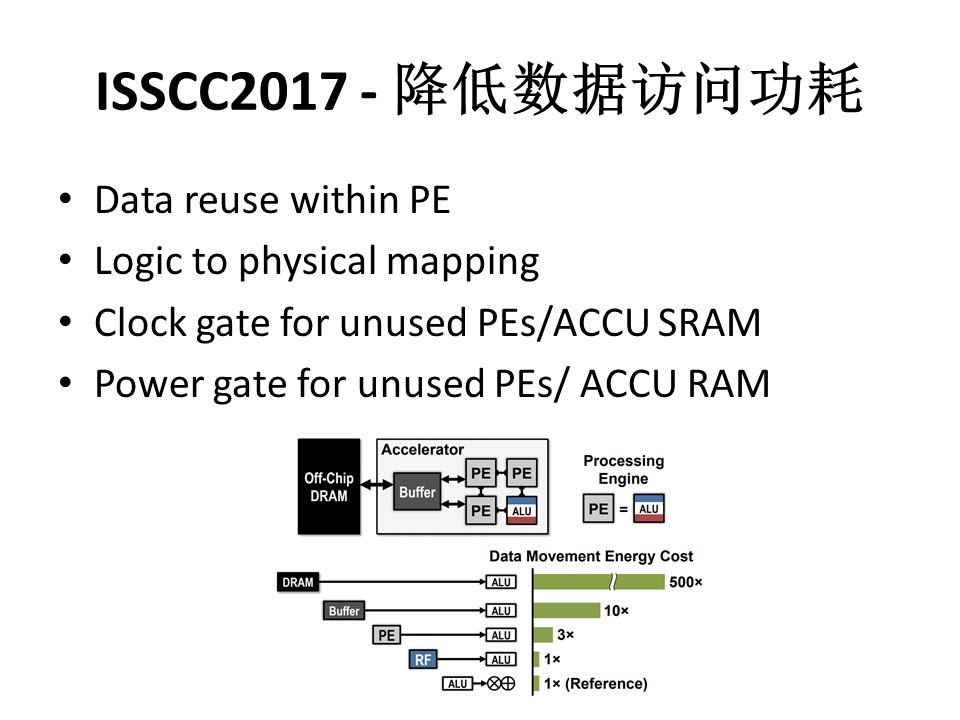 ISSCC2017 - 降低数据访问功耗
• Data reuse within PE
• Logic to physical mapping
• Clock gate for unused PEs/ACCU SRAM
• Power gate for unused PEs/ ACCU RAM
Accelerator
Off-Chip
DRAM
Buffer
PE PE
PE ALU
Processing
Engine
PE = ALU
Data Movement Energy Cost
DRAM ALU 500×
Buffer ALU 10×
PE ALU 3×
RF ALU 1×
ALU 1× (Reference)